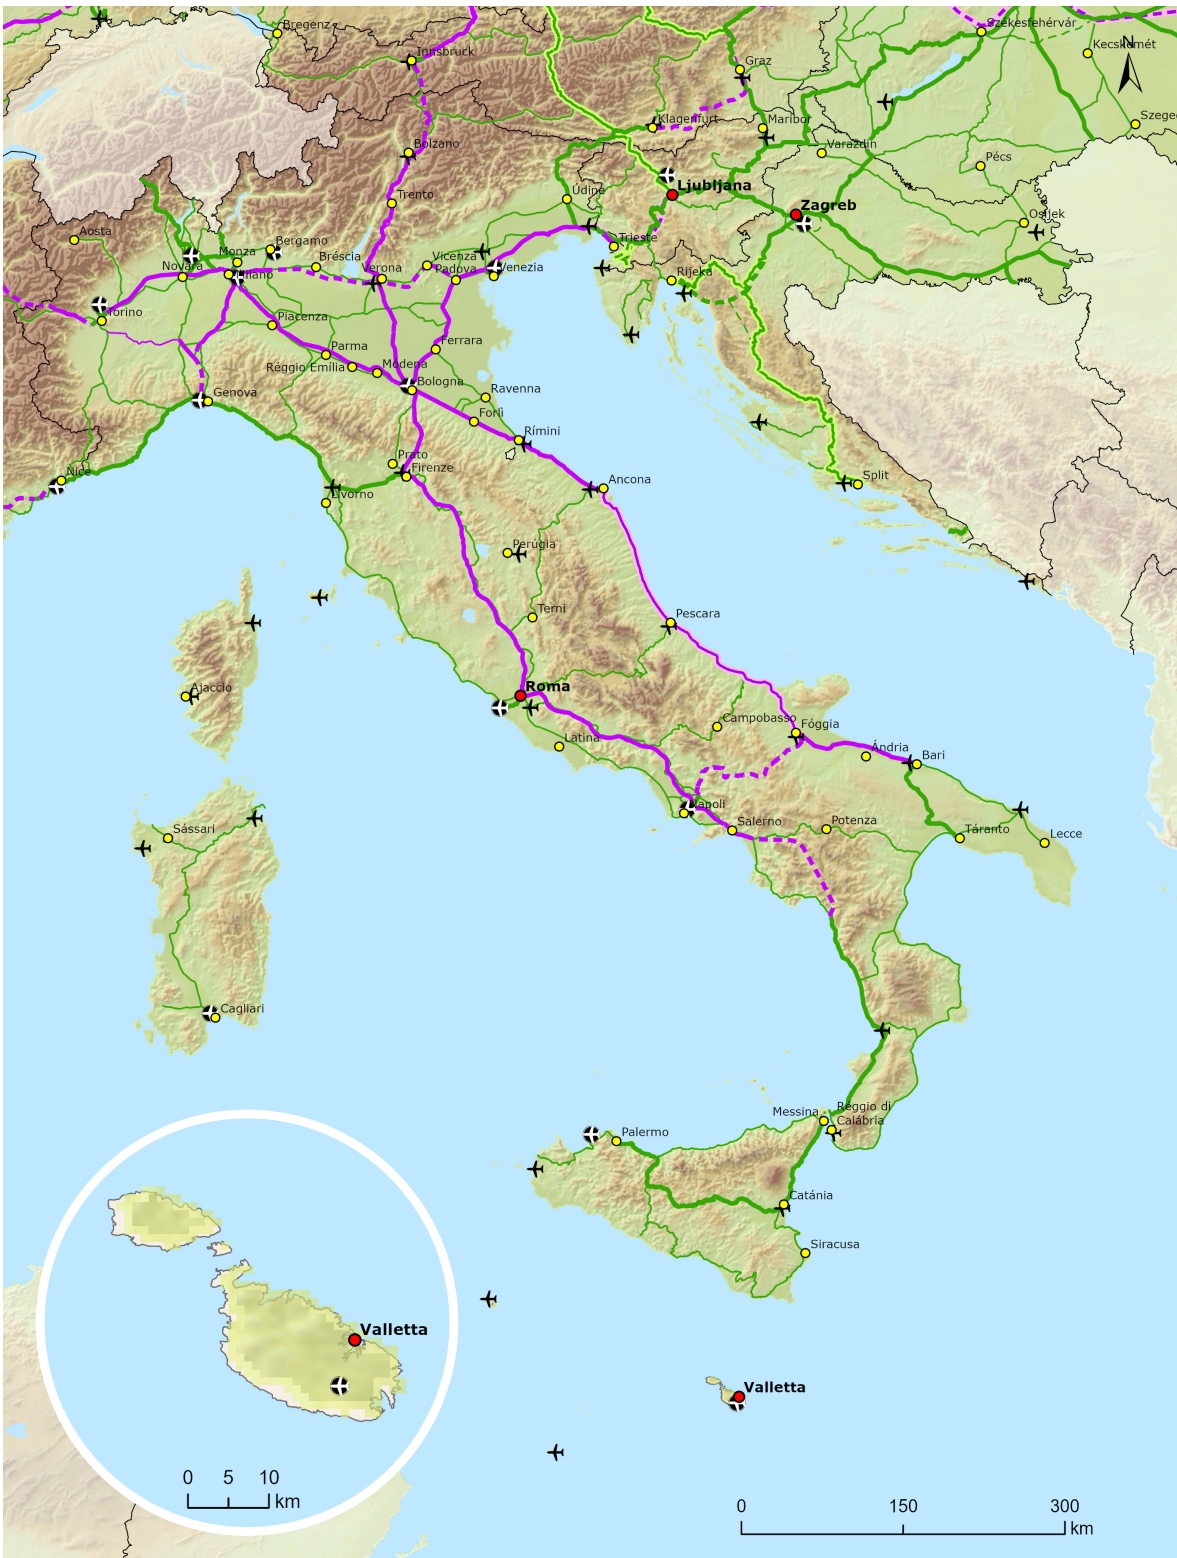 Bregenz
Székesfehérvár
Kecskemét
N
Innsbruck
Graz
Klagenfurt
Maribor
Szege
Bolzano
Varazdin
Pécs
Ljubljana
Údine
Trento
Zagreb
Osijek
Aosta
Trieste
Bergamo
Monza
Vicenza
Bréscia
Novara
Milano
Verona
Padova
Venezia
Rijeka
Torino
Piacenza
Ferrara
Parma
Réggio Emília
Módena
Bologna
Genova
Ravenna
Forlì
Rímini
Prato
Firenze
Nice
Livorno
Ancona
Split
Perúgia
Terni
Pescara
Roma
Ajaccio
Campobasso
Fóggia
Latina
Ándria
Bari
Napoli
Salerno
Potenza
Sássari
Táranto
Lecce
Cagliari
Messina
Réggio di
Calábria
Palermo
Catánia
Siracusa
Valletta
Valletta
0 5 10
km
0 150 300
km